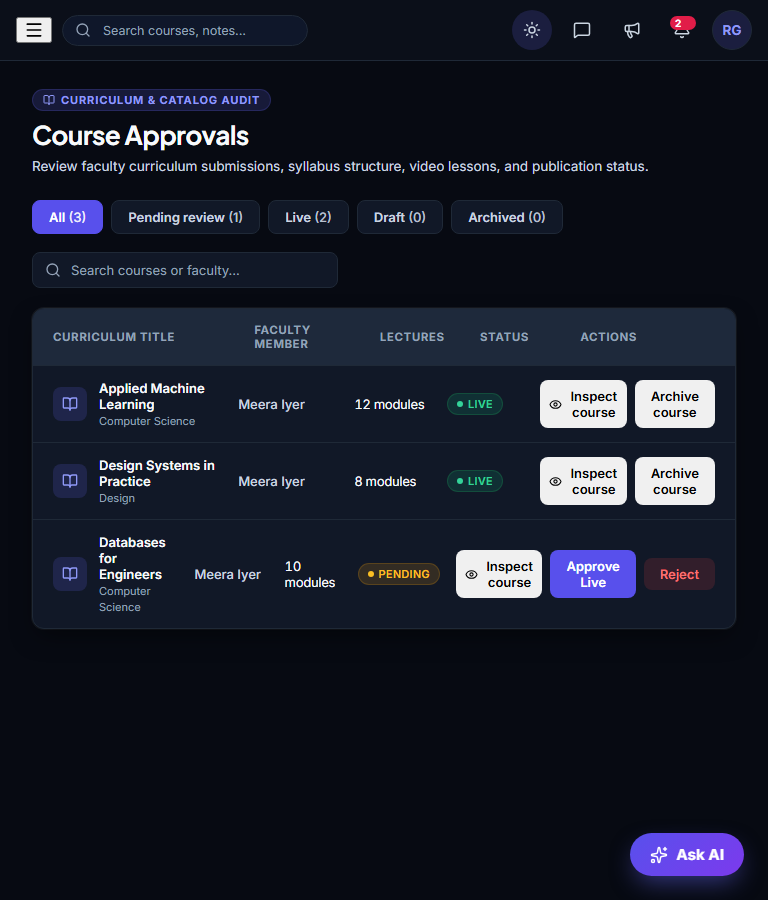 Search courses, notes...
2
RG
CURRICULUM & CATALOG AUDIT
Course Approvals
Review faculty curriculum submissions, syllabus structure, video lessons, and publication status.
All (3)
Pending review (1)
Live (2)
Draft (0)
Archived (0)
Search courses or faculty...
CURRICULUM TITLE
FACULTY
MEMBER
LECTURES
STATUS
ACTIONS
Applied Machine
Learning
Computer Science
Meera Iyer
12 modules
LIVE
Inspect
course
Archive
course
Design Systems in
Practice
Design
Meera Iyer
8 modules
LIVE
Inspect
course
Archive
course
Databases
for
Engineers
Computer
Science
Meera Iyer
10
modules
PENDING
Inspect
course
Approve
Live
Reject
Ask AI